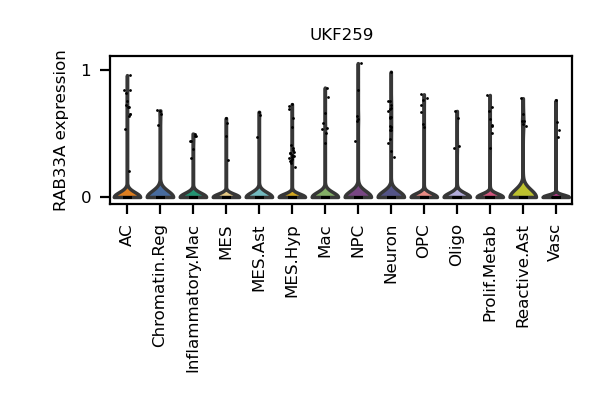 UKF259
RAB33A expression
1
0
AC
Chromatin.Reg
Inflammatory.Mac
MES
MES.Ast
MES.Hyp
Mac
NPC
Neuron
OPC
Oligo
Prolif.Metab
Reactive.Ast
Vasc